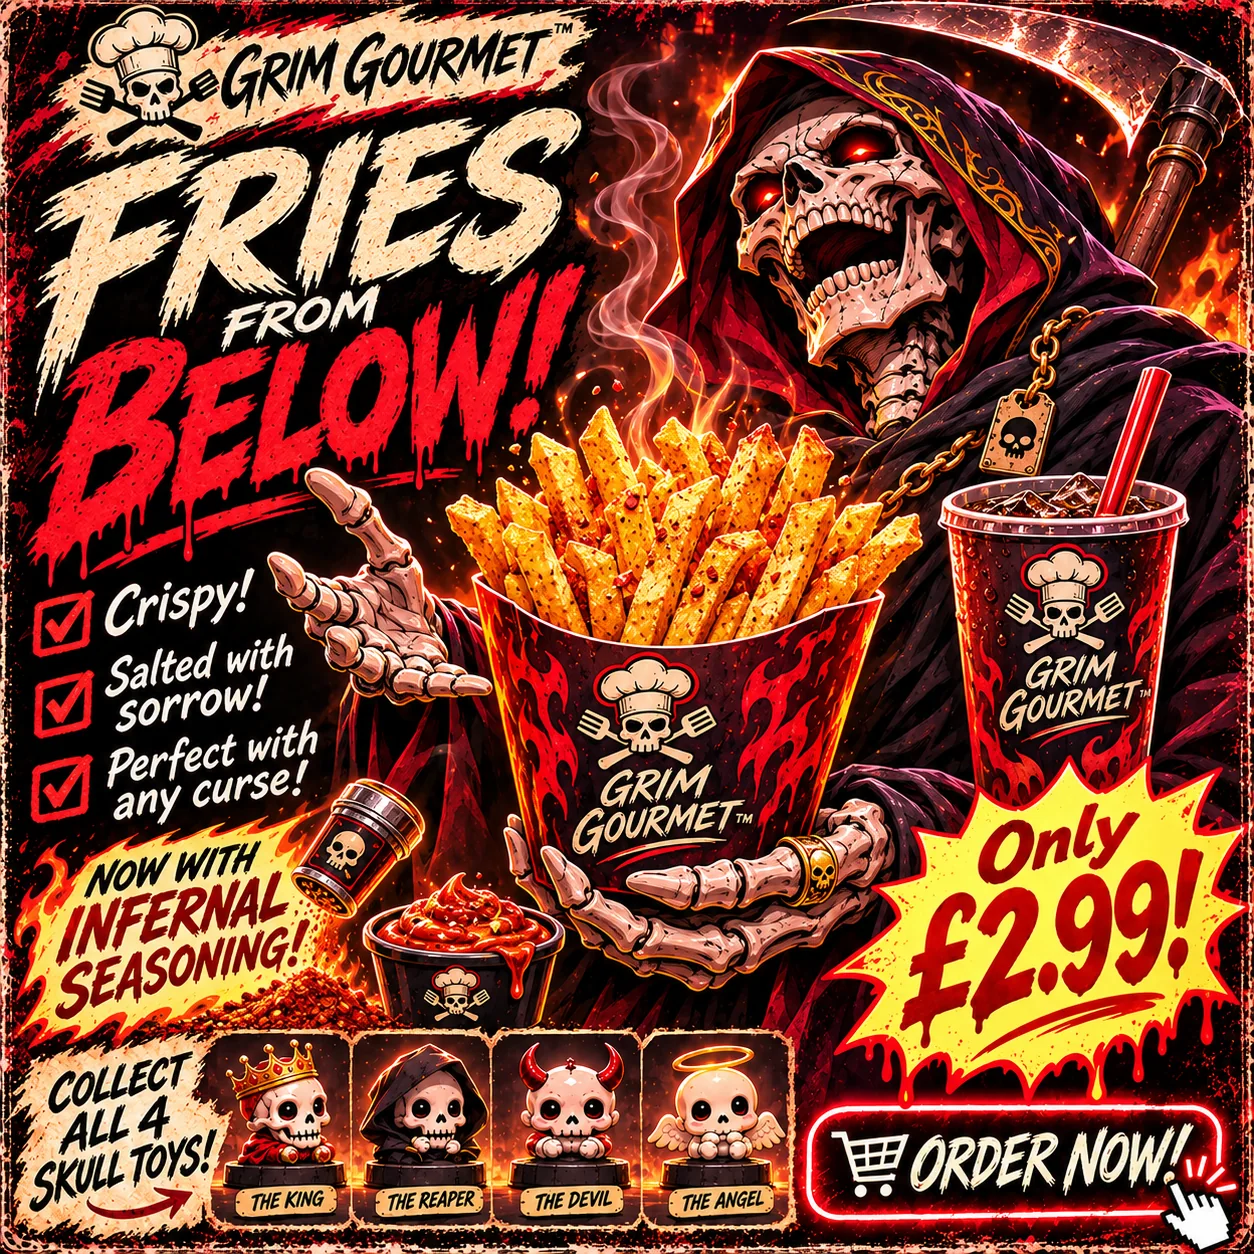 GRIM GOURMET™
FRIES
FROM
BELOW!
Crispy!
Salted with
sorrow!
Perfect with
any curse!
NOW WITH
INFERNAL
SEASONING!
GRIM
GOURMET™
GRIM
GOURMET™
Only
£2.99!
COLLECT
ALL 4
SKULL TOYS!
THE KING
THE REAPER
THE DEVIL
THE ANGEL
ORDER NOW!